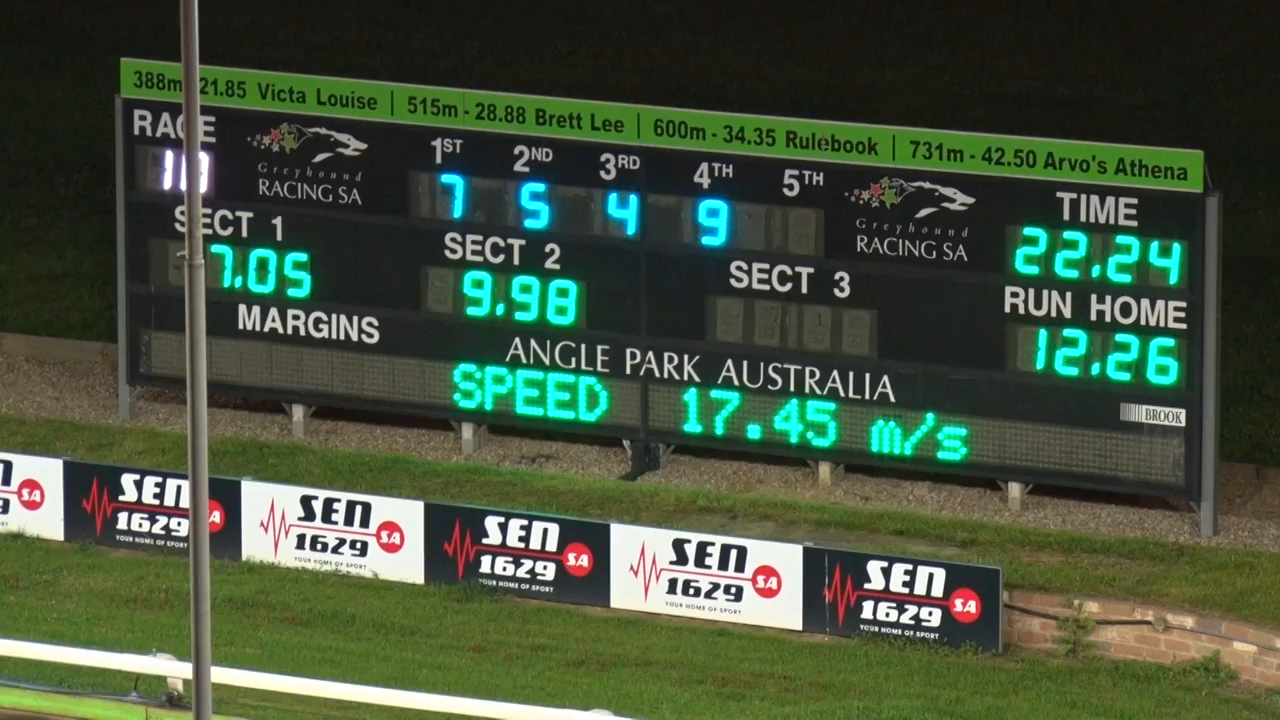 388m 21.85 Victa Louise | 515m - 28.88 Brett Lee | 600m - 34.35 Rulebook | 731m - 42.50 Arvo's Athena
RACE
10
Greyhound
RACING SA
1ST 2ND 3RD 4TH 5TH
7 5 4 9
Greyhound
RACING SA
TIME
22.24
SECT 1
7.05
SECT 2
9.98
SECT 3
RUN HOME
12.26
MARGINS
ANGLE PARK AUSTRALIA
SPEED 17.45 m/s
BROOK
9 SA
SEN
1629 SA
YOUR HOME OF SPORT
SEN
1629 SA
YOUR HOME OF SPORT
SEN
1629 SA
YOUR HOME OF SPORT
SEN
1629 SA
YOUR HOME OF SPORT
SEN
1629 SA
YOUR HOME OF SPORT